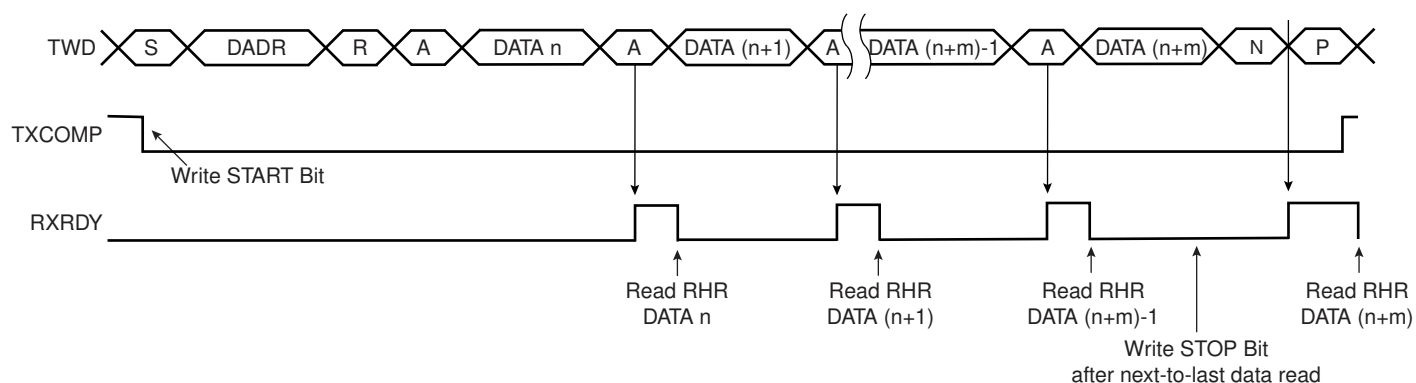 TWD S DADR R A DATA n A DATA (n+1) A DATA (n+m)-1 A DATA (n+m) N P
TXCOMP
Write START Bit
RXRDY
Read RHR
DATA n
Read RHR
DATA (n+1)
Read RHR
DATA (n+m)-1
Read RHR
DATA (n+m)
Write STOP Bit
after next-to-last data read